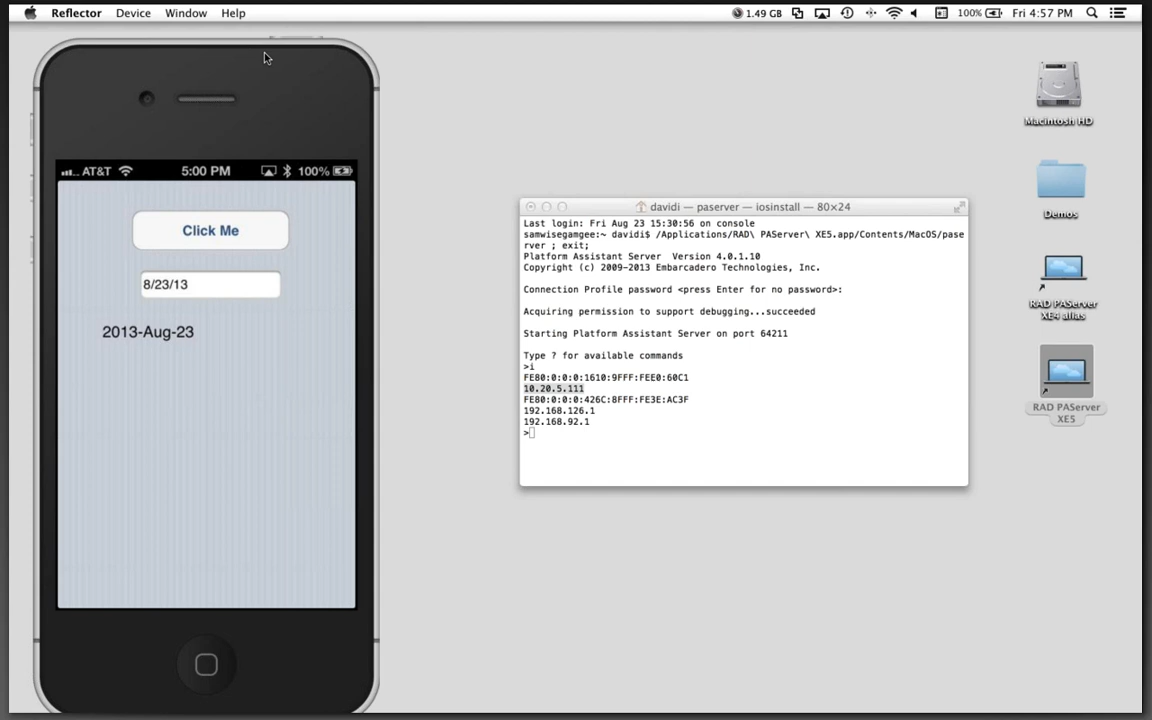 Reflector Device Window Help
1.49 GB 100% Fri 4:57 PM
AT&T 5:00 PM 100%
Click Me
8/23/13
2013-Aug-23
davidi — paserver — iosinstall — 80×24
Last login: Fri Aug 23 15:30:56 on console
samwisegamgee:~ davidi$ /Applications/RAD\ PAServer\ XE5.app/Contents/MacOS/pase
rver ; exit;
Platform Assistant Server  Version 4.0.1.10
Copyright (c) 2009-2013 Embarcadero Technologies, Inc.
Connection Profile password <press Enter for no password>:
Acquiring permission to support debugging...succeeded
Starting Platform Assistant Server on port 64211
Type ? for available commands
>i
FE80:0:0:0:1610:9FFF:FEE0:60C1
10.20.5.111
FE80:0:0:0:426C:8FFF:FE3E:AC3F
192.168.126.1
192.168.92.1
>
Macintosh HD
Demos
RAD PAServer
XE4 alias
RAD PAServer
XE5